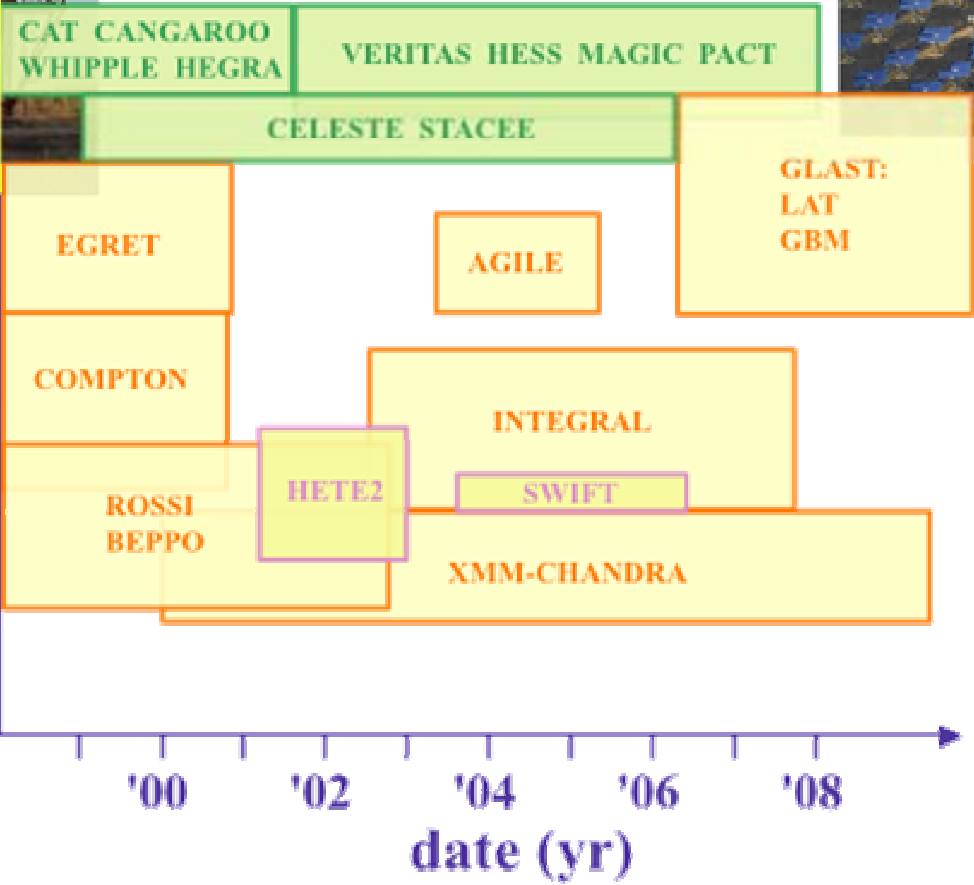 CAT CANGAROO
WHIPPLE HEGRA
VERITAS HESS MAGIC PACT
CELESTE STACEE
GLAST:
LAT
GBM
EGRET
AGILE
COMPTON
INTEGRAL
HETE2
SWIFT
ROSSI
BEPPO
XMM-CHANDRA
'00 '02 '04 '06 '08
date (yr)